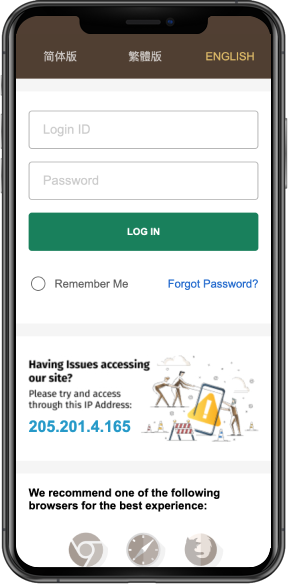 简体版 繁體版 ENGLISH
Login ID
Password
LOG IN
Remember Me Forgot Password?
Having Issues accessing
our site?
Please try and access
through this IP Address:
205.201.4.165
We recommend one of the following
browsers for the best experience: